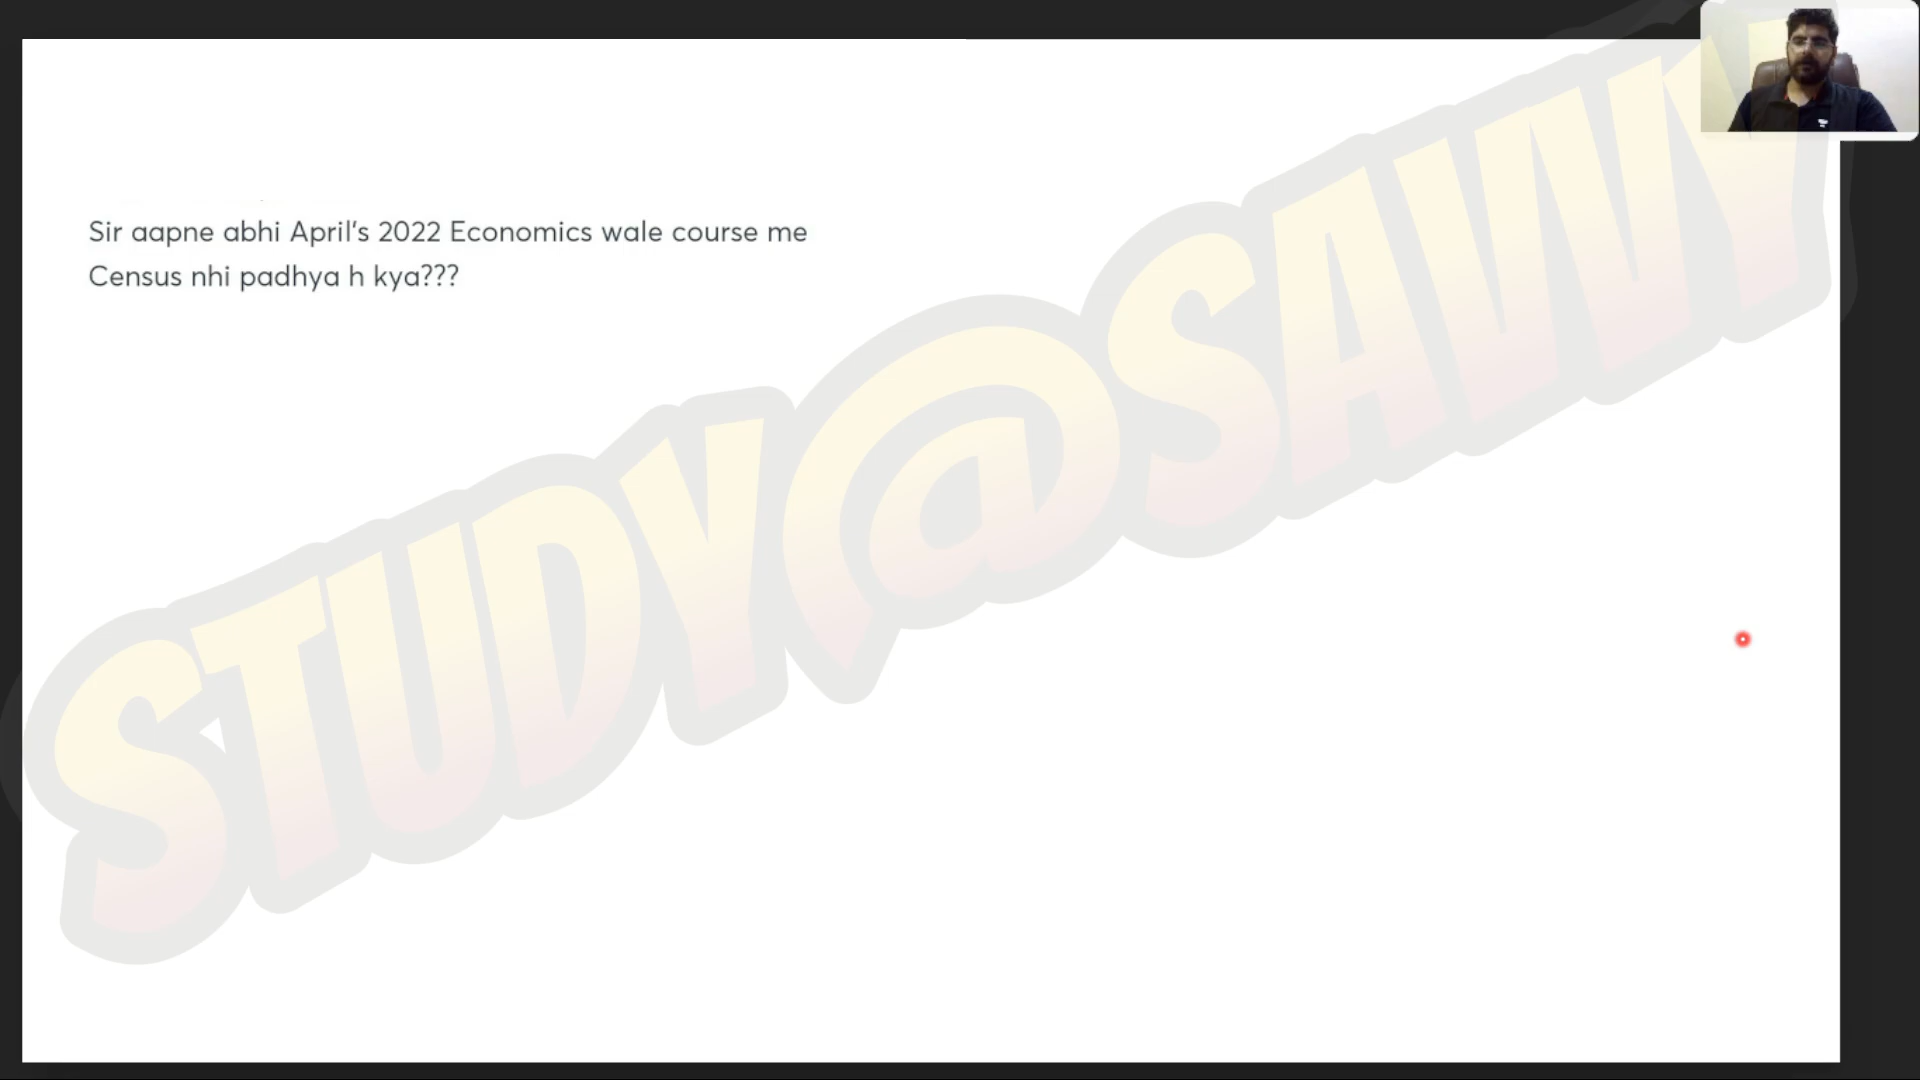 Sir aapne abhi April's 2022 Economics wale course me
Census nhi padhya h kya???
STUDY@SAVVY